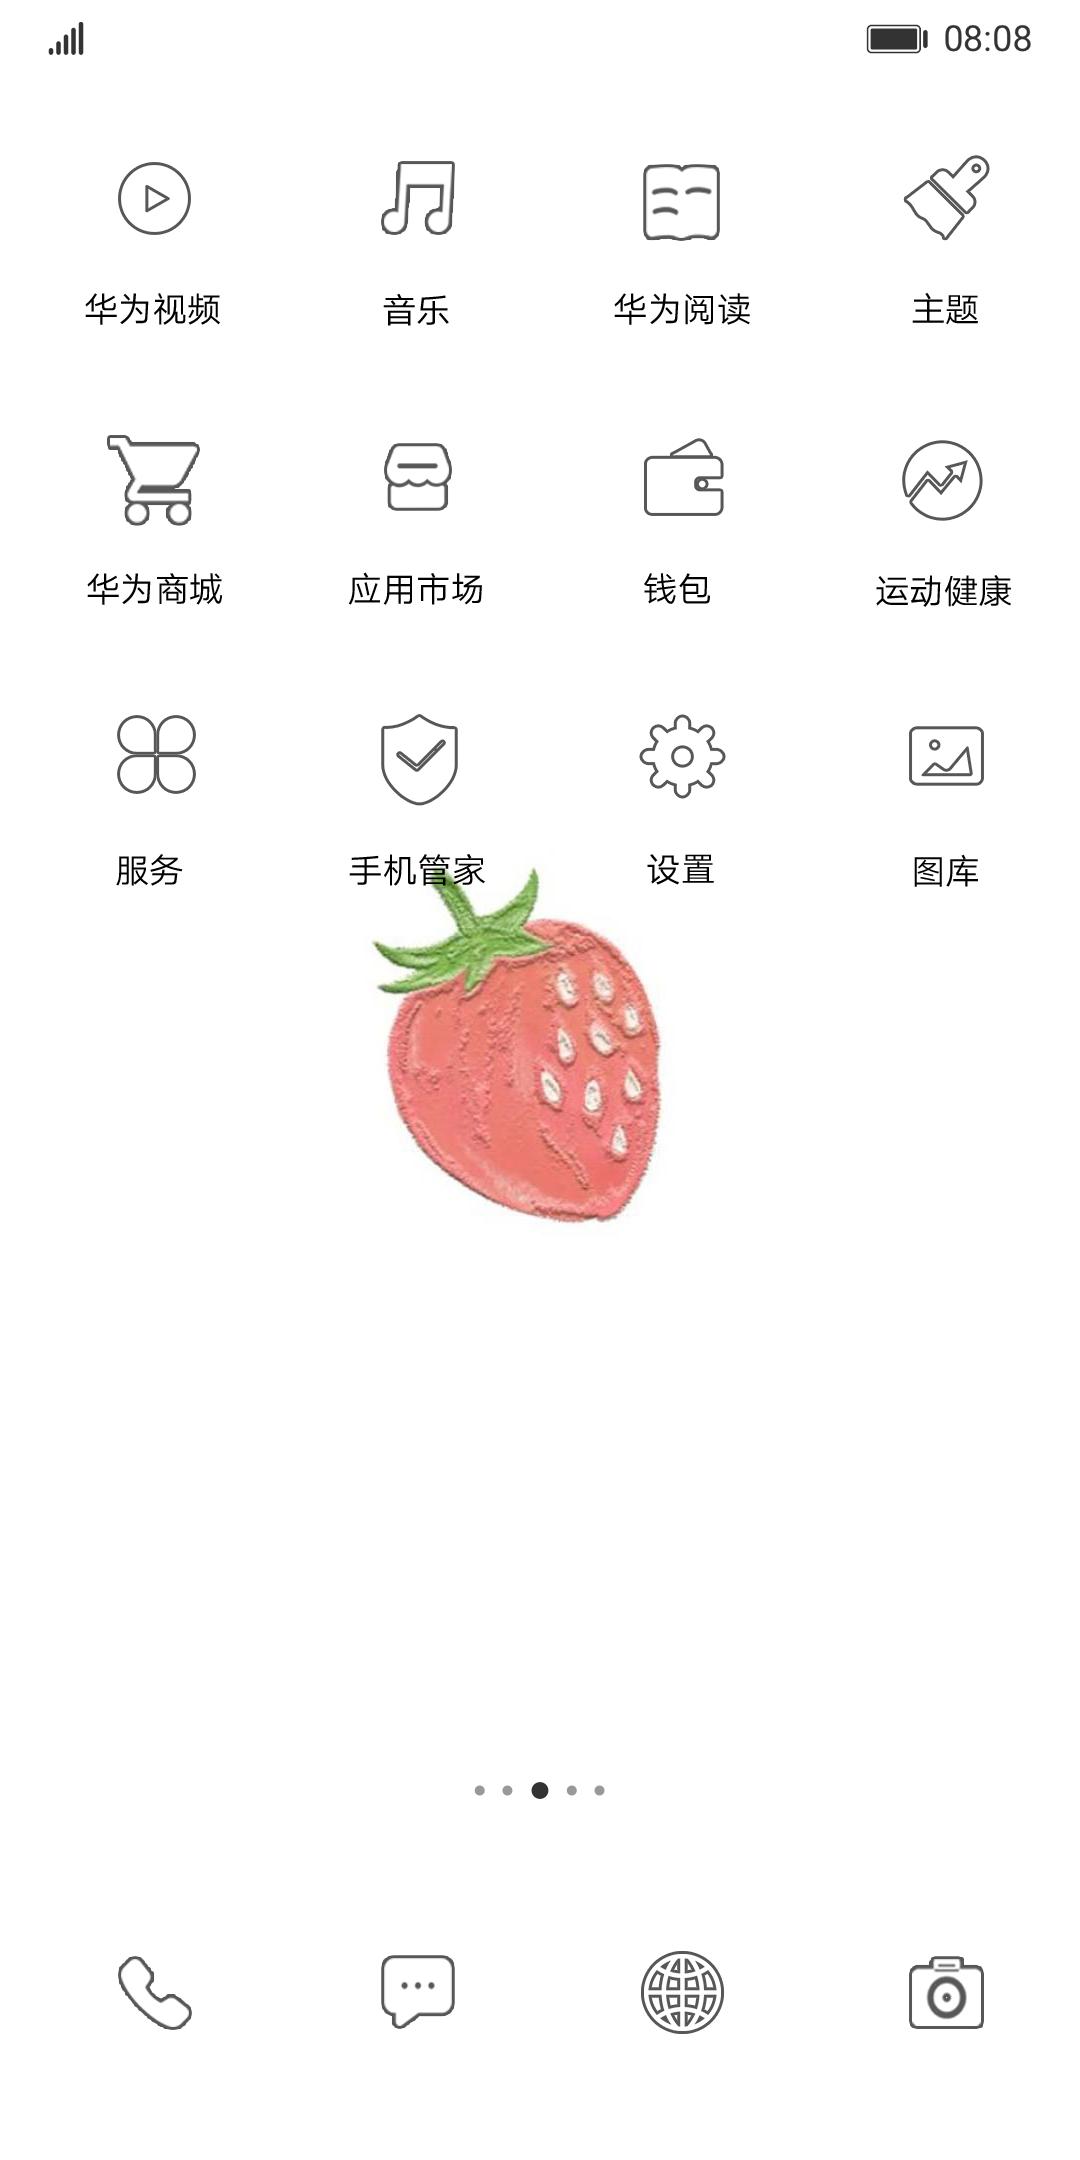 08:08
华为视频 音乐 华为阅读 主题
华为商城 应用市场 钱包 运动健康
服务 手机管家 设置 图库